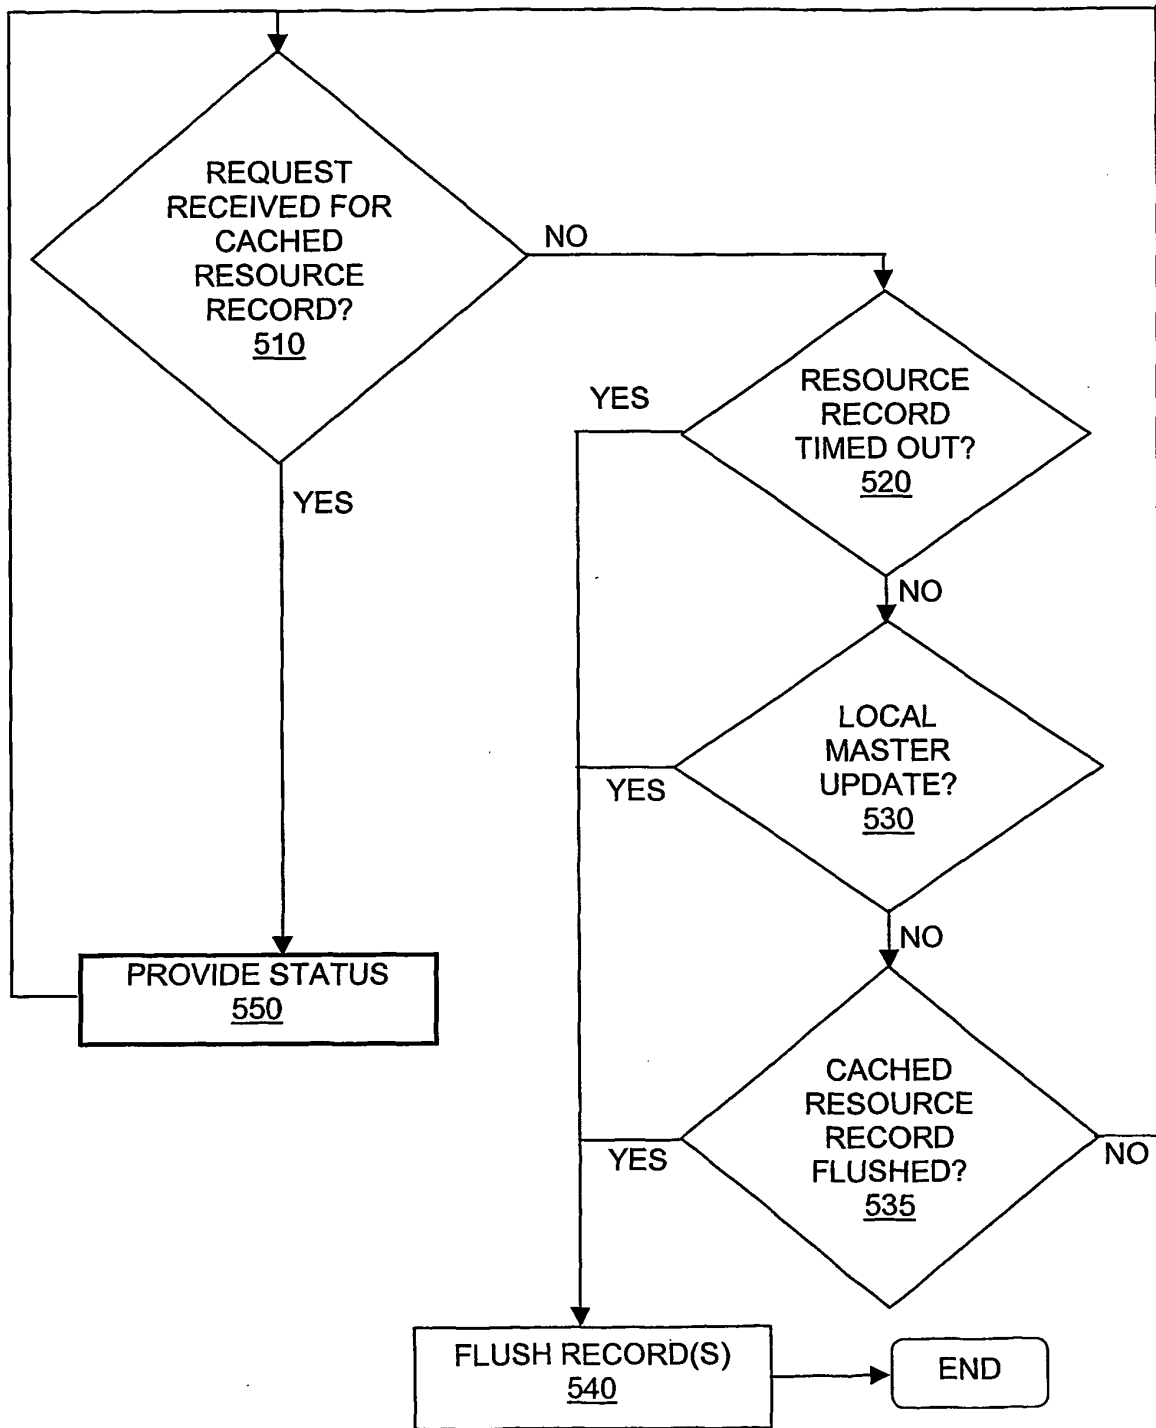 REQUEST
RECEIVED FOR
CACHED
RESOURCE
RECORD?
510
NO
YES
RESOURCE
RECORD
TIMED OUT?
520
YES
NO
LOCAL
MASTER
UPDATE?
530
YES
NO
PROVIDE STATUS
550
CACHED
RESOURCE
RECORD
FLUSHED?
535
YES
NO
FLUSH RECORD(S)
540
END